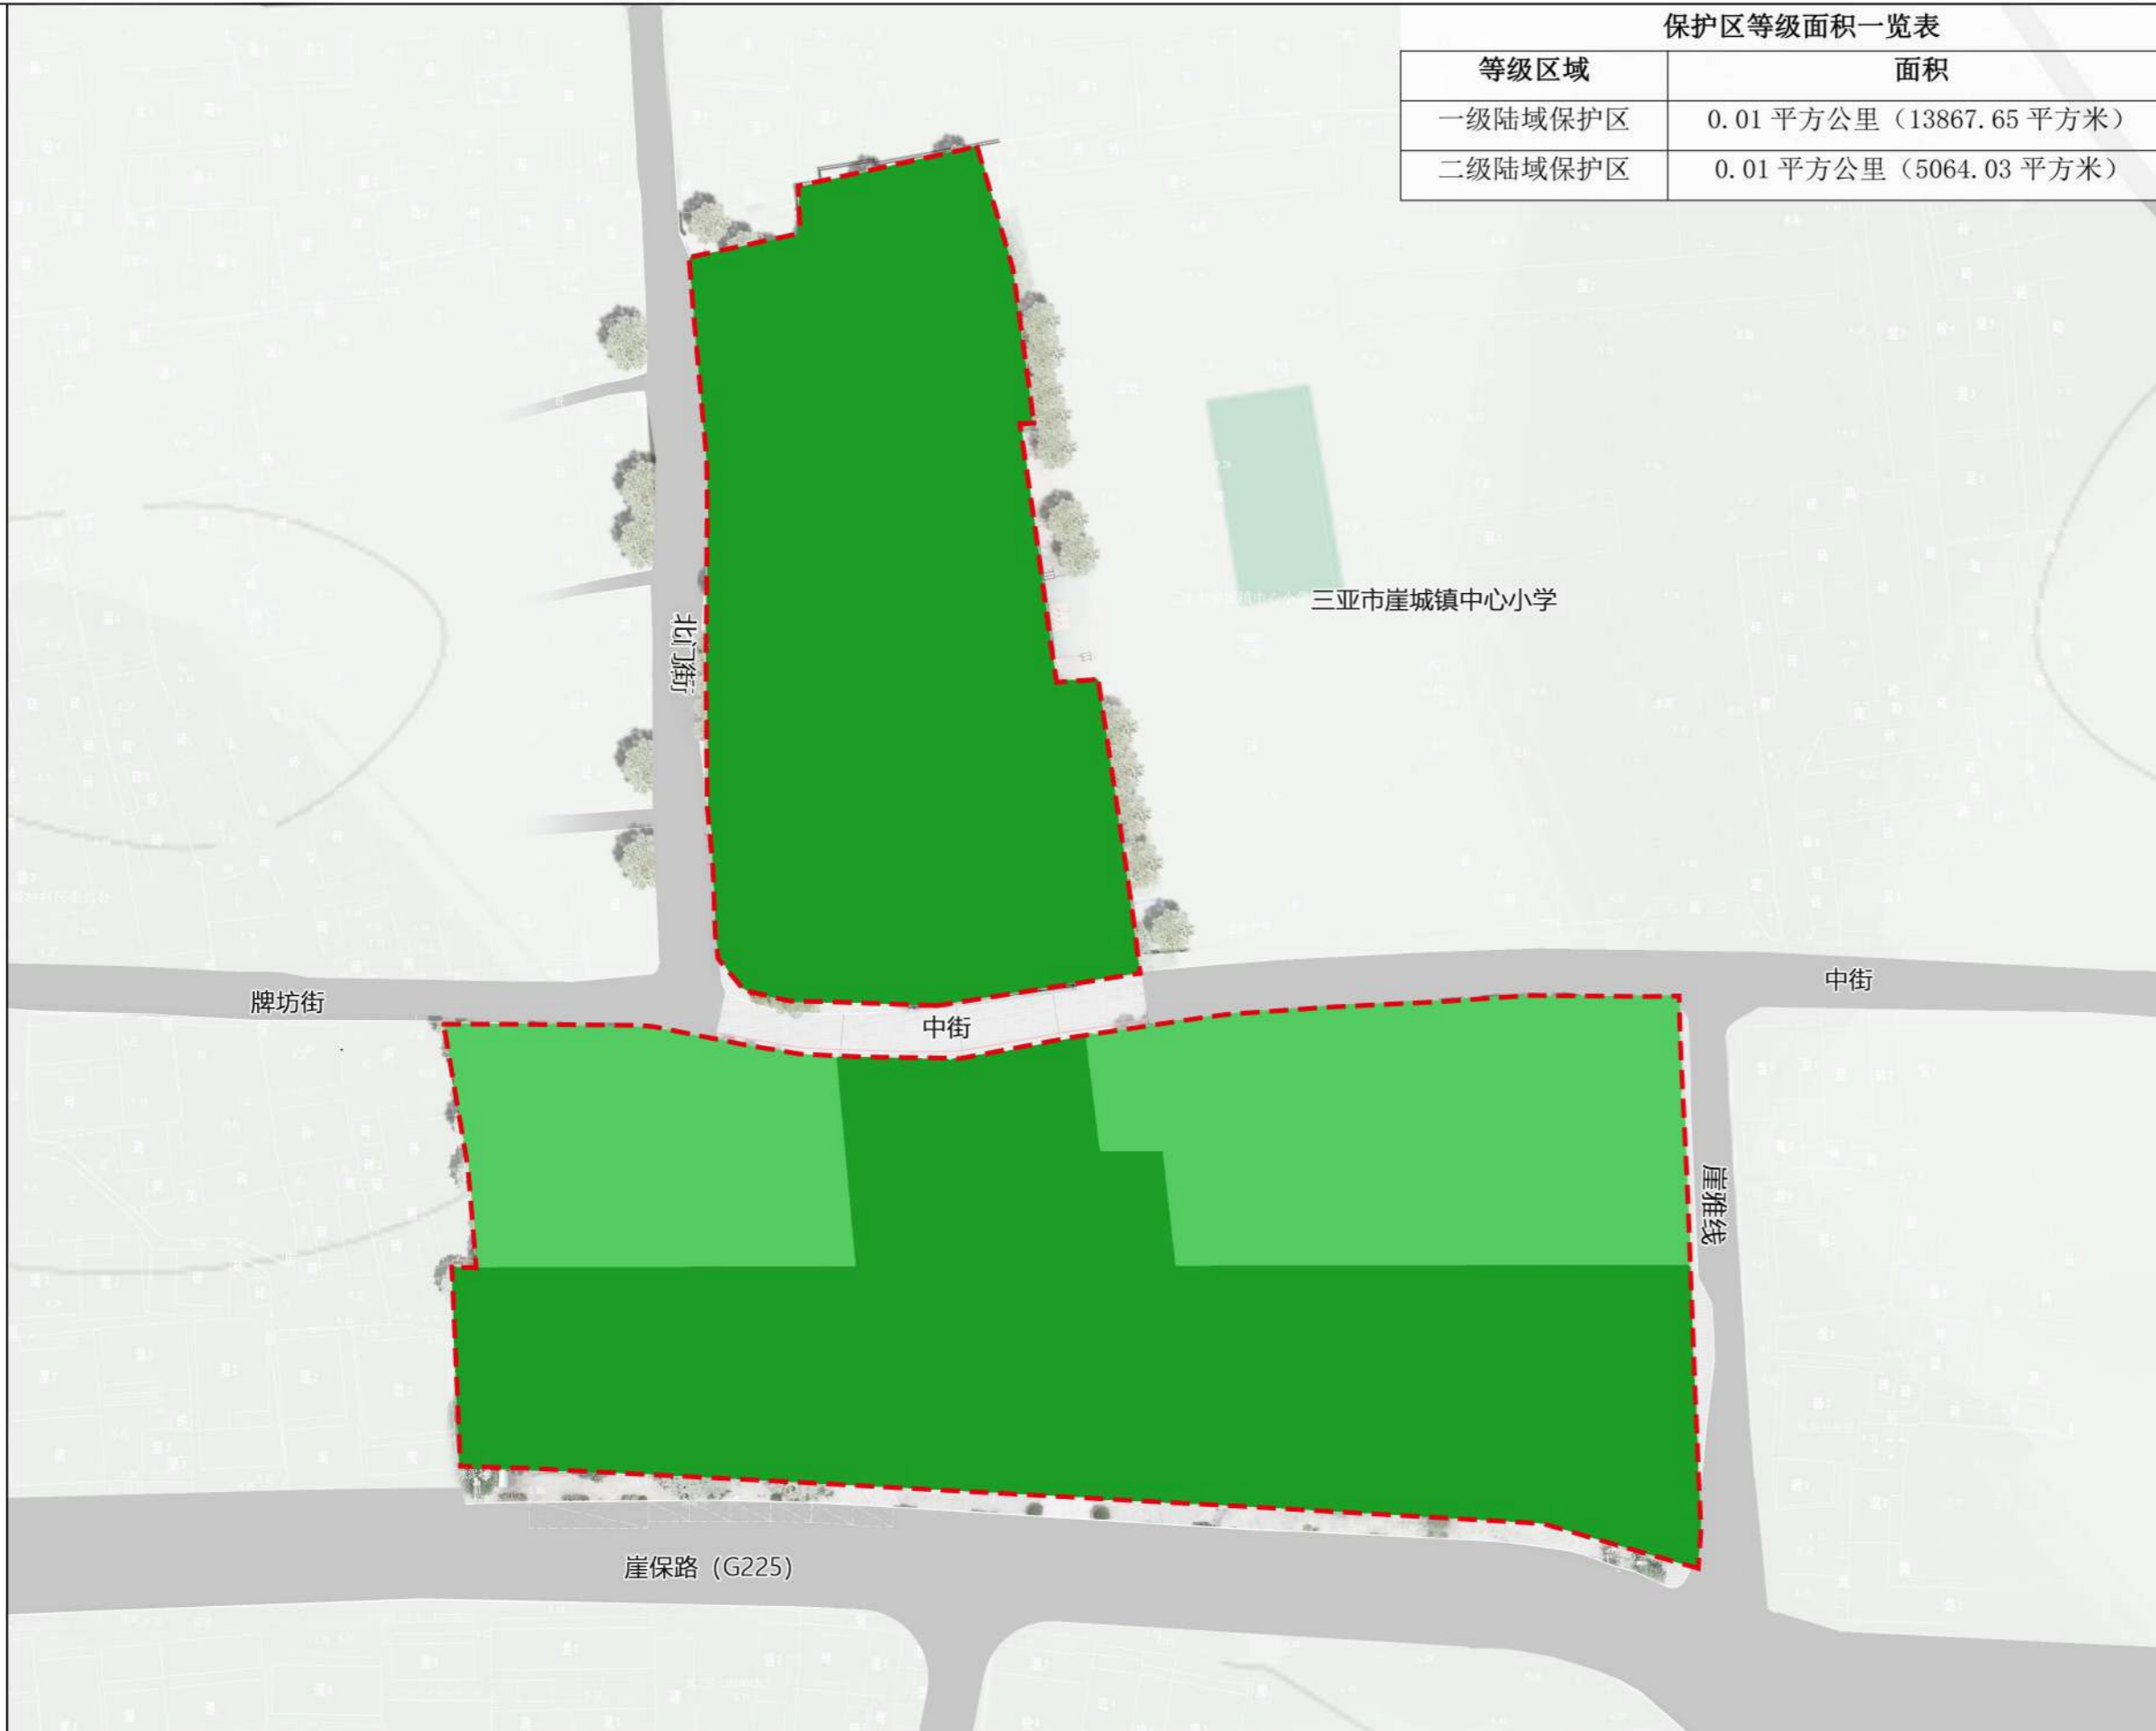 保护区等级面积一览表
等级区域 面积
一级陆域保护区 0.01 平方公里（13867.65 平方米）
二级陆域保护区 0.01 平方公里（5064.03 平方米）
三亚市崖城镇中心小学
北门街
牌坊街
中街
中街
崖雅线
崖保路（G225）